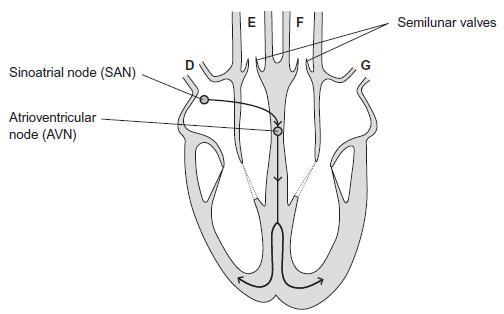 E F Semilunar valves
D G
Sinoatrial node (SAN)
Atrioventricular
node (AVN)